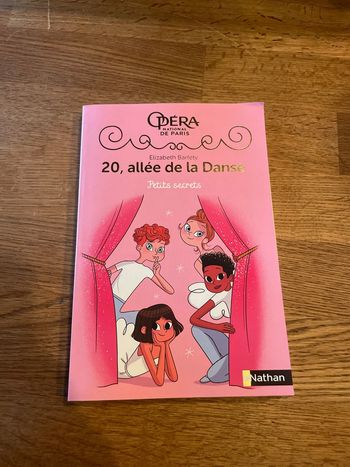 OPÉRA
NATIONAL
DE PARIS
Elizabeth Barféty
20, allée de la Danse
Petits secrets
Nathan